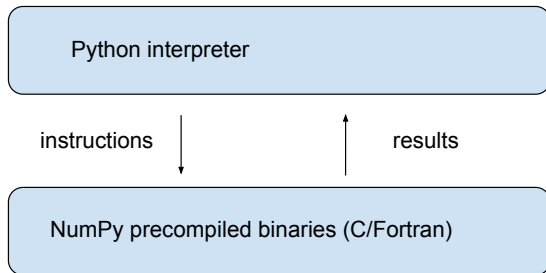 Python interpreter
instructions
results
NumPy precompiled binaries (C/Fortran)